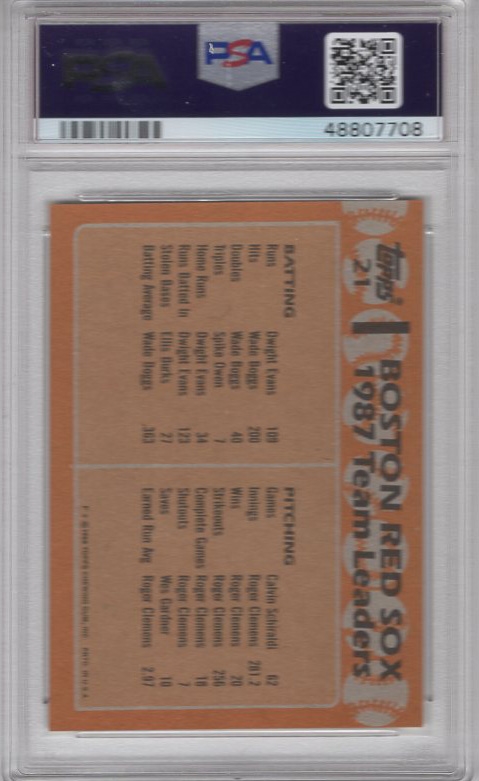 PSA
PSA
48807708
Topps
21
BOSTON RED SOX
1987 Team Leaders
BATTING
Runs Dwight Evans 109
Hits Wade Boggs 200
Doubles Wade Boggs 40
Triples Spike Owen 7
Home Runs Dwight Evans 34
Runs Batted In Dwight Evans 123
Stolen Bases Ellis Burks 27
Batting Average Wade Boggs .363
PITCHING
Games Calvin Schiraldi 62
Innings Roger Clemens 281.2
Wins Roger Clemens 20
Strikeouts Roger Clemens 256
Complete Games Roger Clemens 18
Shutouts Roger Clemens 7
Saves Wes Gardner 10
Earned Run Avg. Roger Clemens 2.97